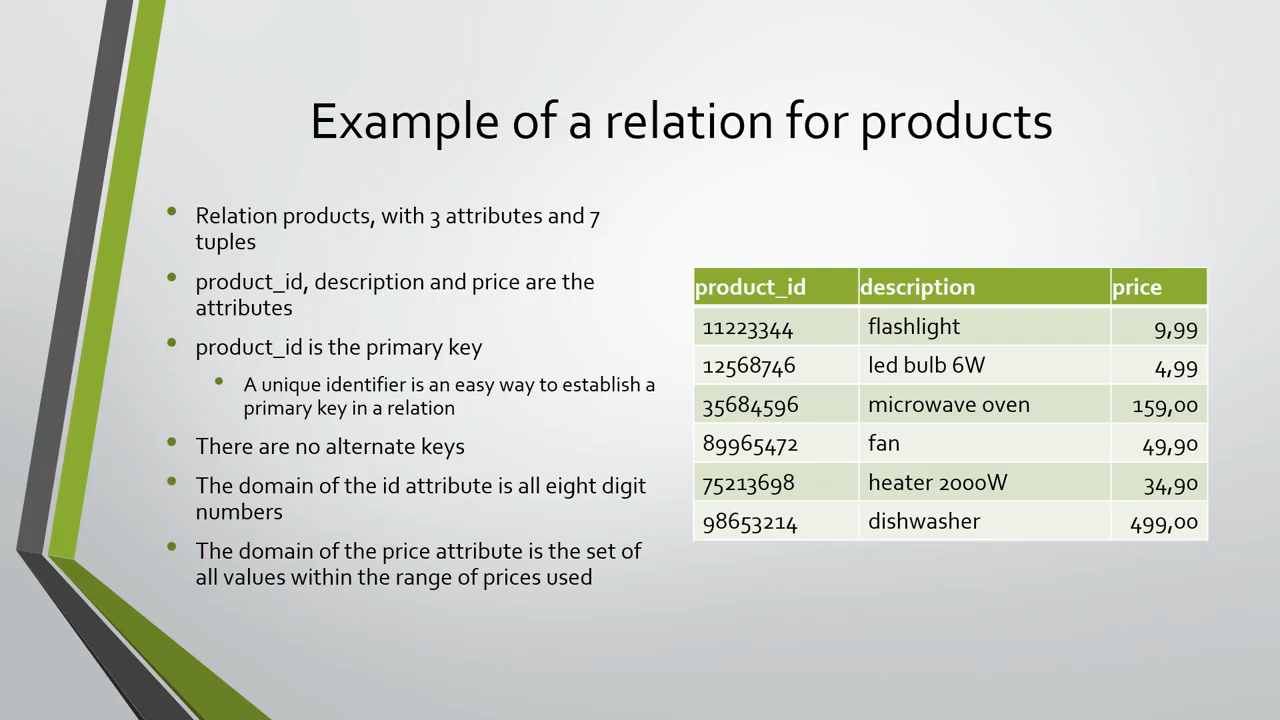 Example of a relation for products
• Relation products, with 3 attributes and 7
tuples
• product_id, description and price are the
attributes
• product_id is the primary key
• A unique identifier is an easy way to establish a
primary key in a relation
• There are no alternate keys
• The domain of the id attribute is all eight digit
numbers
• The domain of the price attribute is the set of
all values within the range of prices used
product_id description price
11223344 flashlight 9,99
12568746 led bulb 6W 4,99
35684596 microwave oven 159,00
89965472 fan 49,90
75213698 heater 2000W 34,90
98653214 dishwasher 499,00